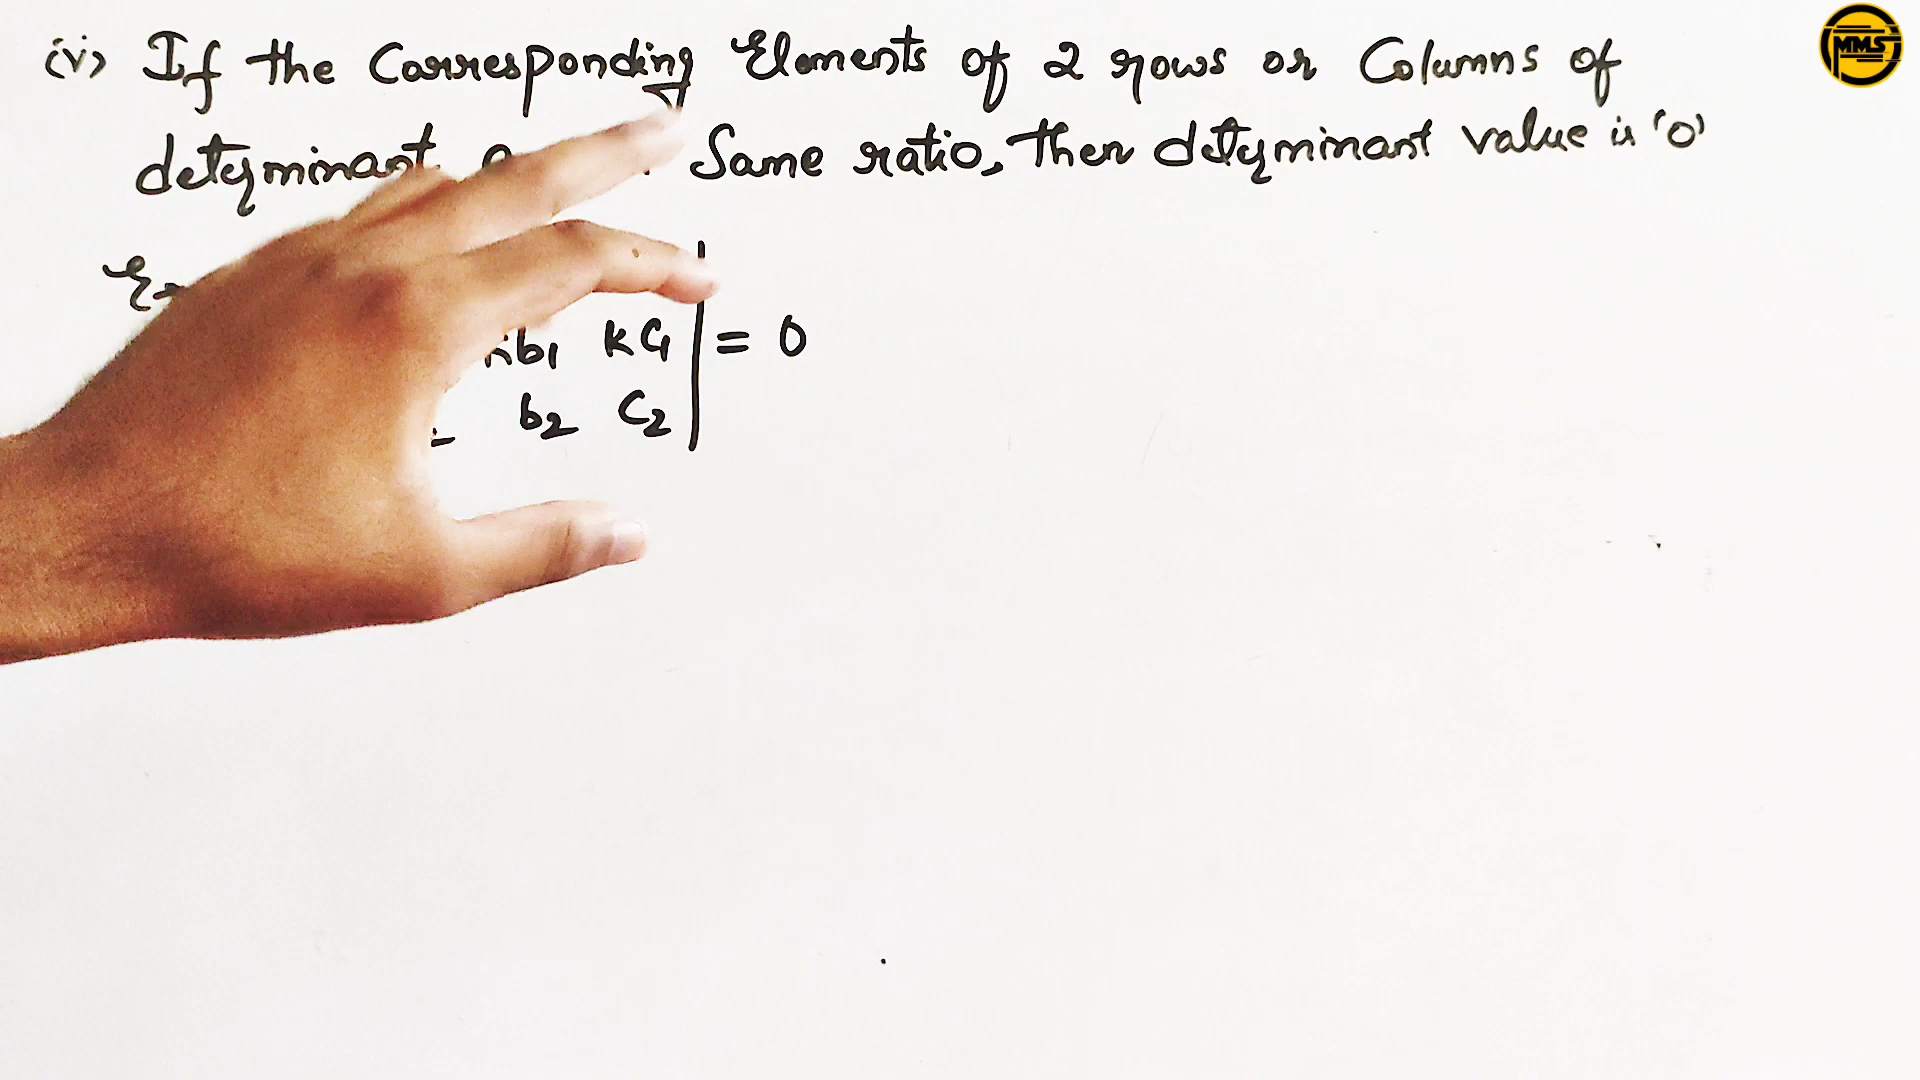 (v) If the Corresponding Elements of 2 rows or Columns of
determinant Same ratio, then determinant value is '0'
kb1 kc1 = 0
b2 c2
MMS